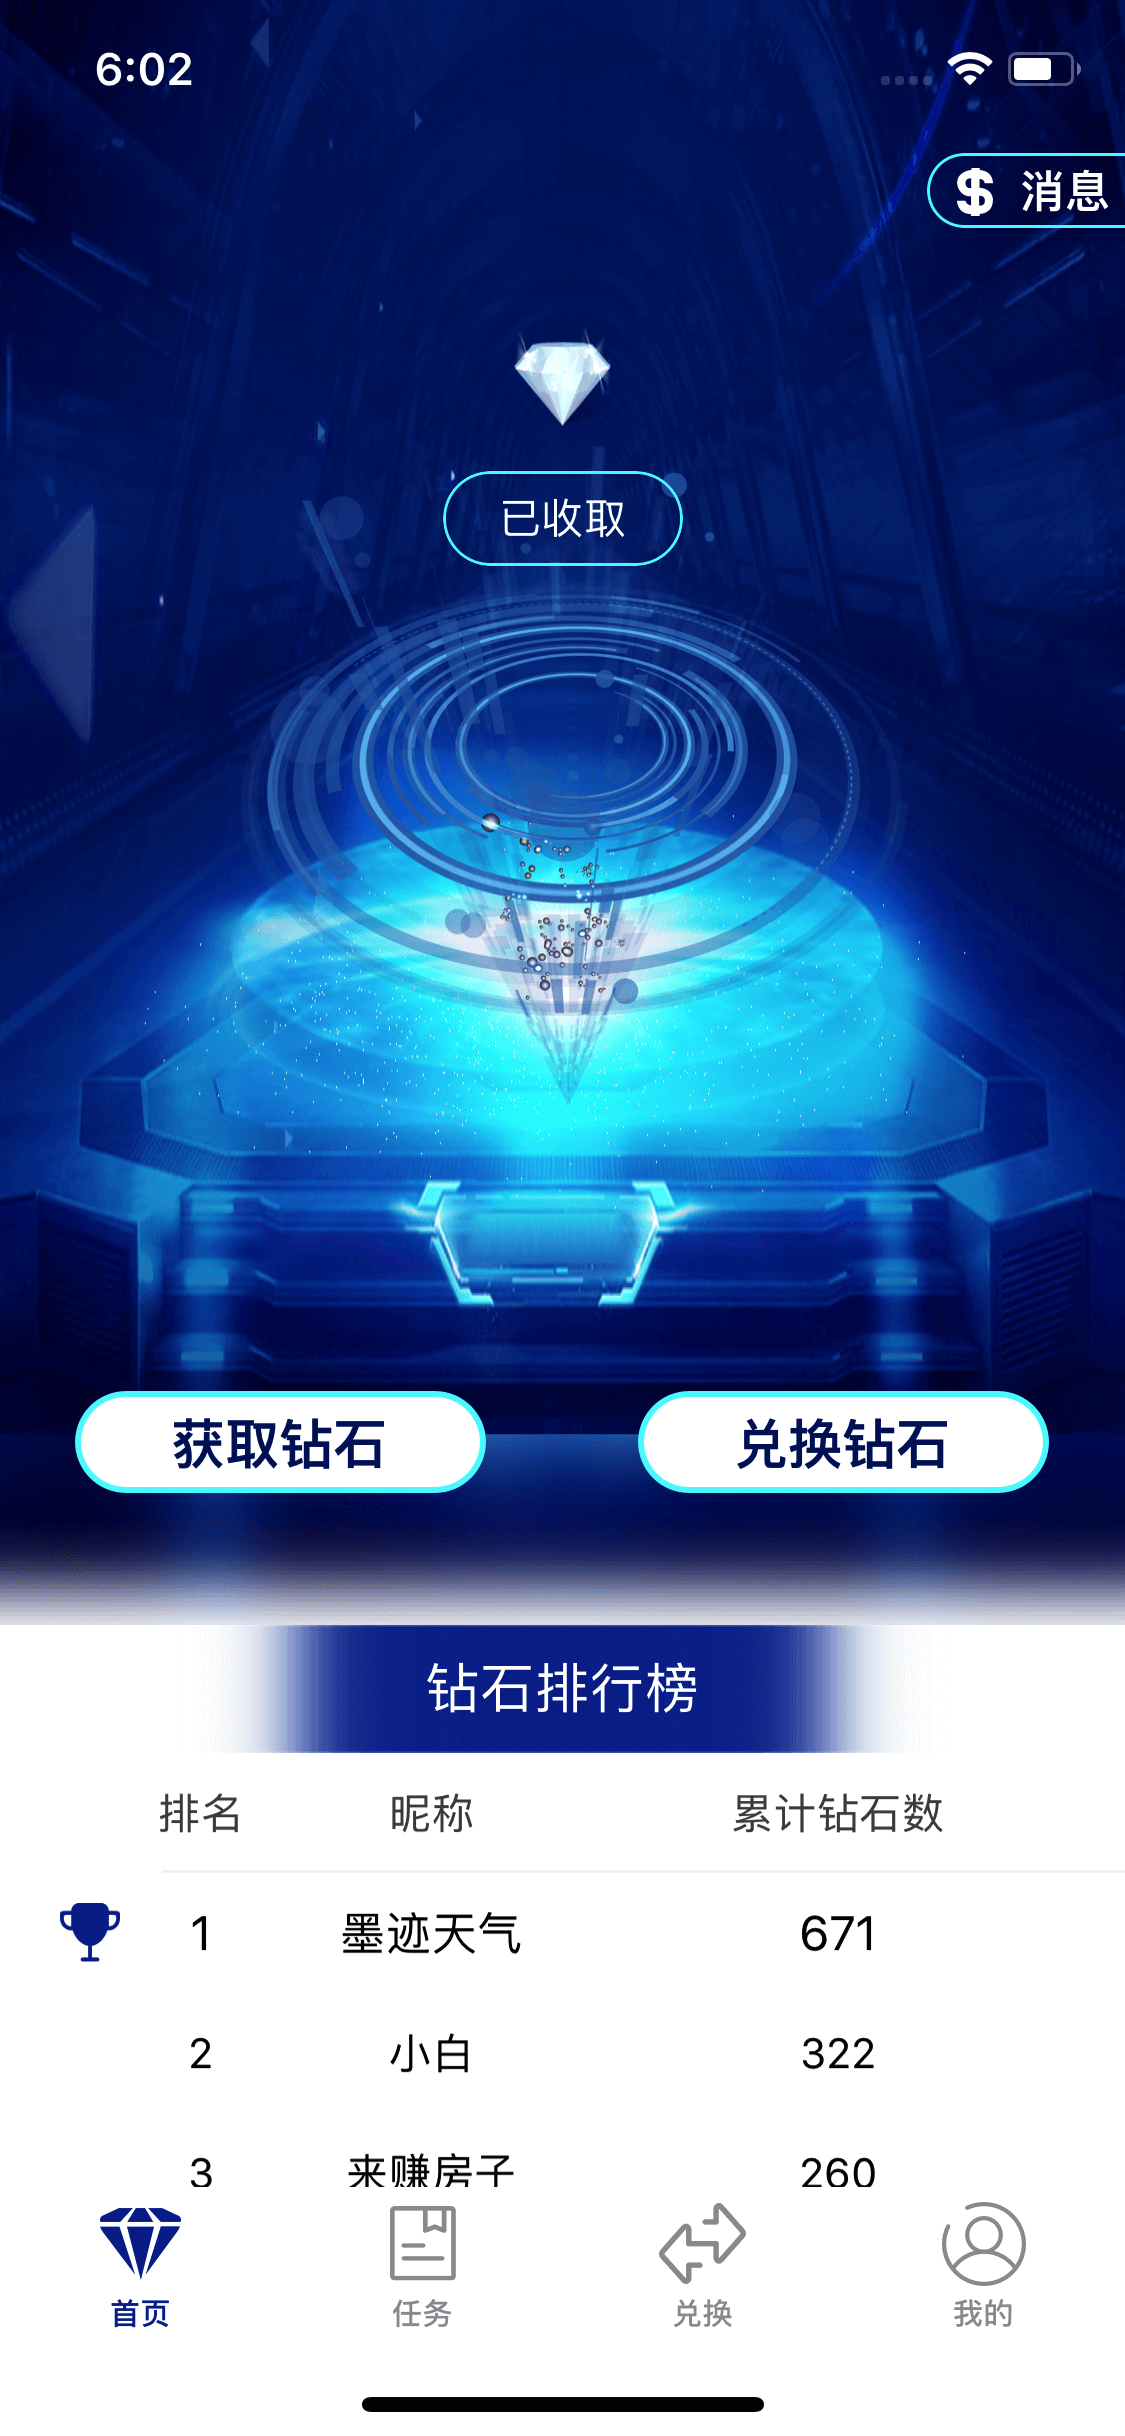 6:02
$ 消息
已收取
获取钻石 兑换钻石
钻石排行榜
排名 昵称 累计钻石数
1 墨迹天气 671
2 小白 322
3 来赚房子 260
首页 任务 兑换 我的